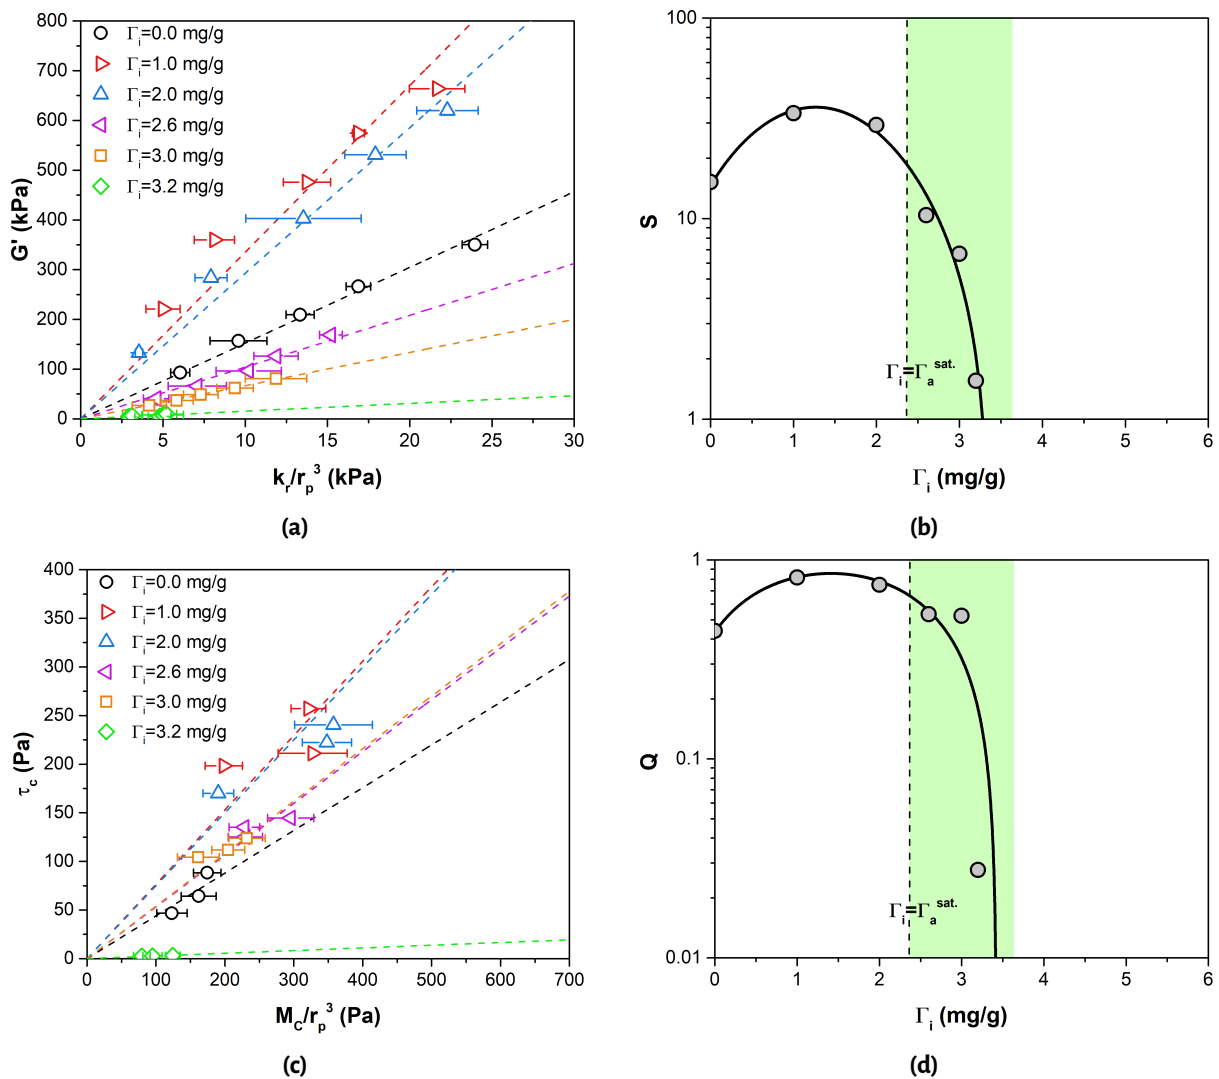 800
700
600
500
400
300
200
100
0
G' (kPa)
Γi=0.0 mg/g
Γi=1.0 mg/g
Γi=2.0 mg/g
Γi=2.6 mg/g
Γi=3.0 mg/g
Γi=3.2 mg/g
0 5 10 15 20 25 30
kr/rp3 (kPa)
(a)
100
10
1
S
Γi=Γa sat.
0 1 2 3 4 5 6
Γi (mg/g)
(b)
400
350
300
250
200
150
100
50
0
τc (Pa)
Γi=0.0 mg/g
Γi=1.0 mg/g
Γi=2.0 mg/g
Γi=2.6 mg/g
Γi=3.0 mg/g
Γi=3.2 mg/g
0 100 200 300 400 500 600 700
MC/rp3 (Pa)
(c)
1
0.1
0.01
Q
Γi=Γa sat.
0 1 2 3 4 5 6
Γi (mg/g)
(d)